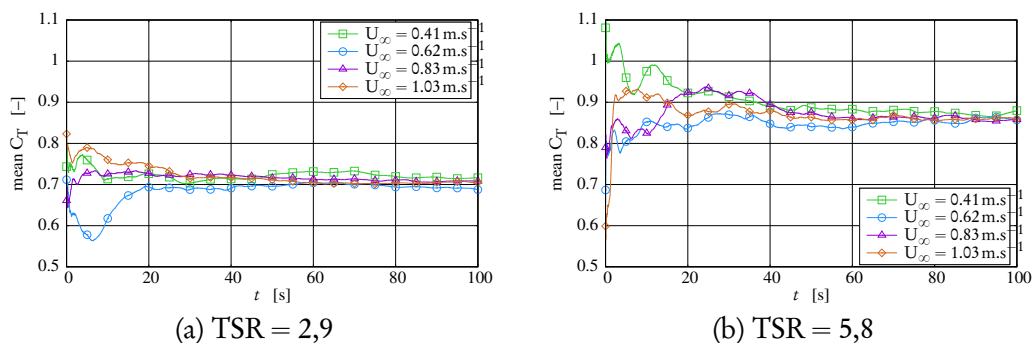 1.1
1
0.9
0.8
0.7
0.6
0.5
mean C_T [–]
U∞ = 0.41 m.s⁻¹
U∞ = 0.62 m.s⁻¹
U∞ = 0.83 m.s⁻¹
U∞ = 1.03 m.s⁻¹
0 20 40 60 80 100
t [s]
(a) TSR = 2,9
1.1
1
0.9
0.8
0.7
0.6
0.5
mean C_T [–]
U∞ = 0.41 m.s⁻¹
U∞ = 0.62 m.s⁻¹
U∞ = 0.83 m.s⁻¹
U∞ = 1.03 m.s⁻¹
0 20 40 60 80 100
t [s]
(b) TSR = 5,8